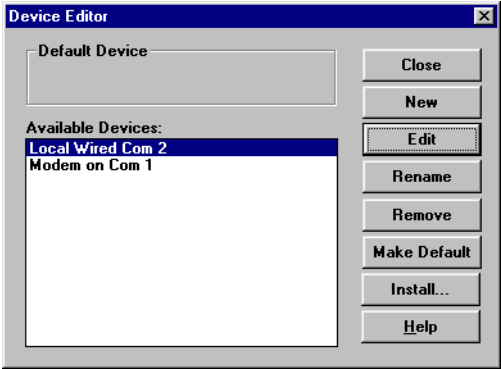 Device Editor
Default Device
Close
New
Available Devices:
Local Wired Com 2
Edit
Modem on Com 1
Rename
Remove
Make Default
Install...
Help